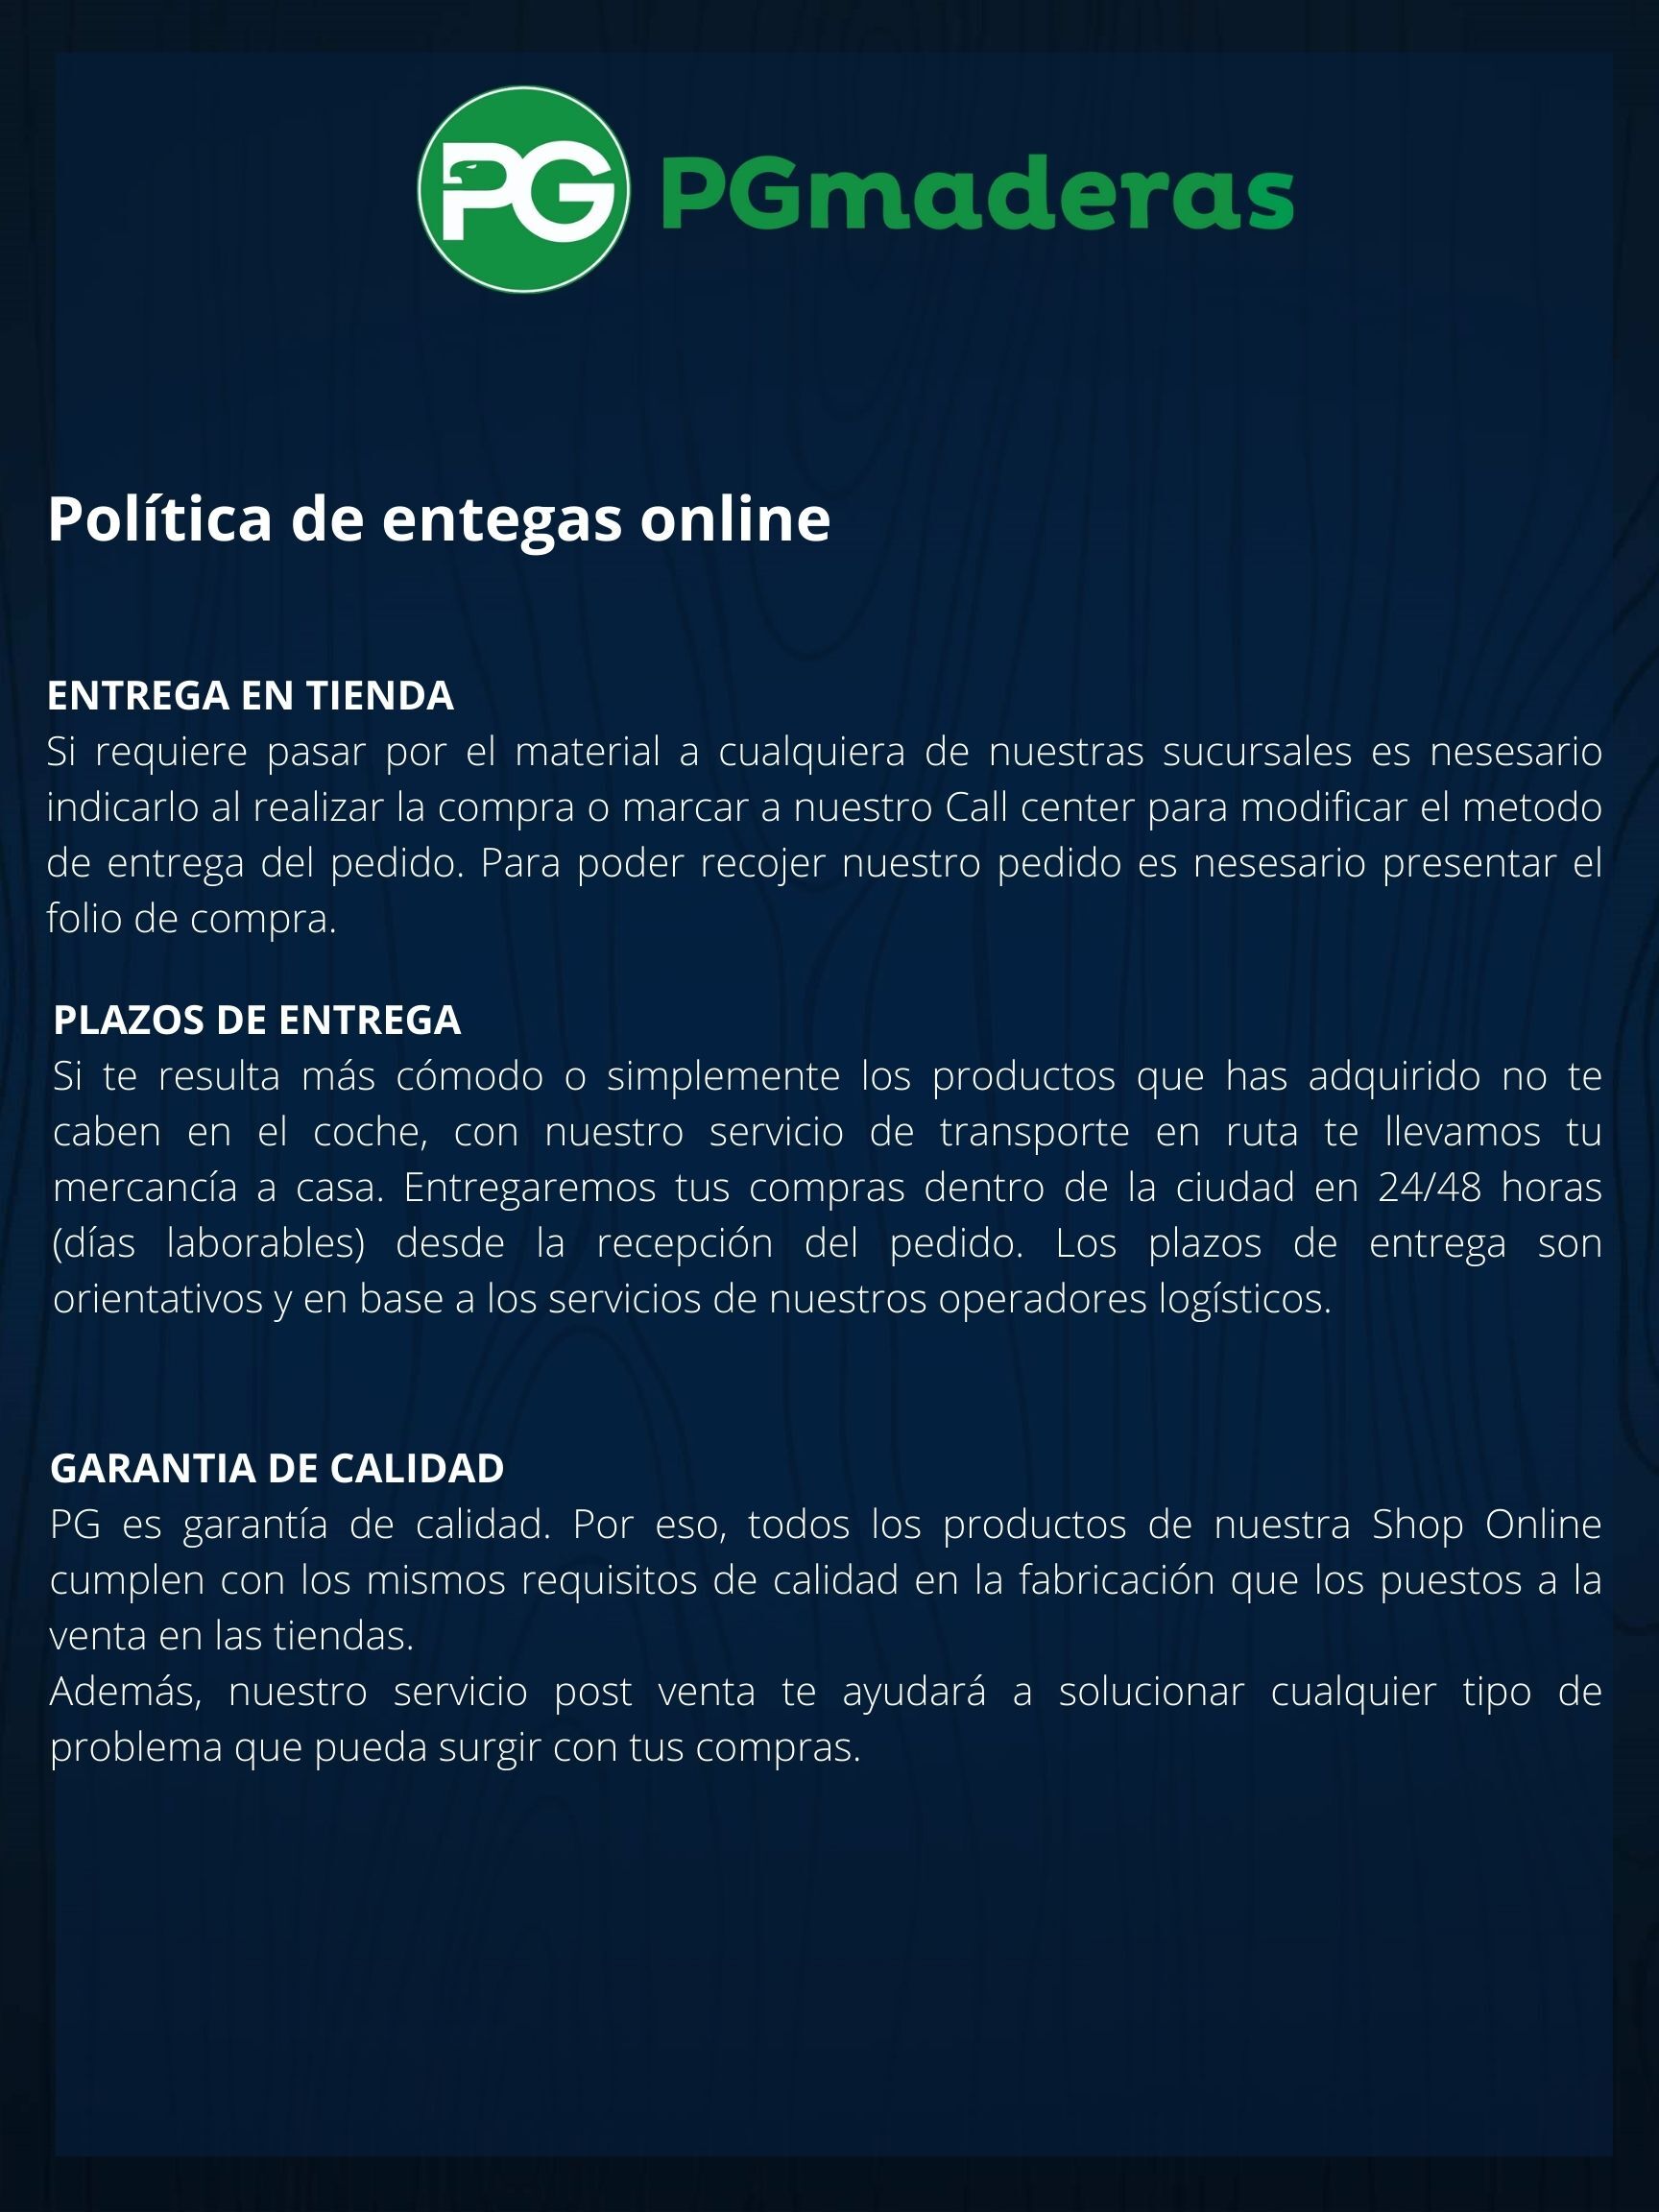 PG PGmaderas
Política de entegas online
ENTREGA EN TIENDA
Si requiere pasar por el material a cualquiera de nuestras sucursales es nesesario
indicarlo al realizar la compra o marcar a nuestro Call center para modificar el metodo
de entrega del pedido. Para poder recojer nuestro pedido es nesesario presentar el
folio de compra.
PLAZOS DE ENTREGA
Si te resulta más cómodo o simplemente los productos que has adquirido no te
caben en el coche, con nuestro servicio de transporte en ruta te llevamos tu
mercancía a casa. Entregaremos tus compras dentro de la ciudad en 24/48 horas
(días laborables) desde la recepción del pedido. Los plazos de entrega son
orientativos y en base a los servicios de nuestros operadores logísticos.
GARANTIA DE CALIDAD
PG es garantía de calidad. Por eso, todos los productos de nuestra Shop Online
cumplen con los mismos requisitos de calidad en la fabricación que los puestos a la
venta en las tiendas.
Además, nuestro servicio post venta te ayudará a solucionar cualquier tipo de
problema que pueda surgir con tus compras.